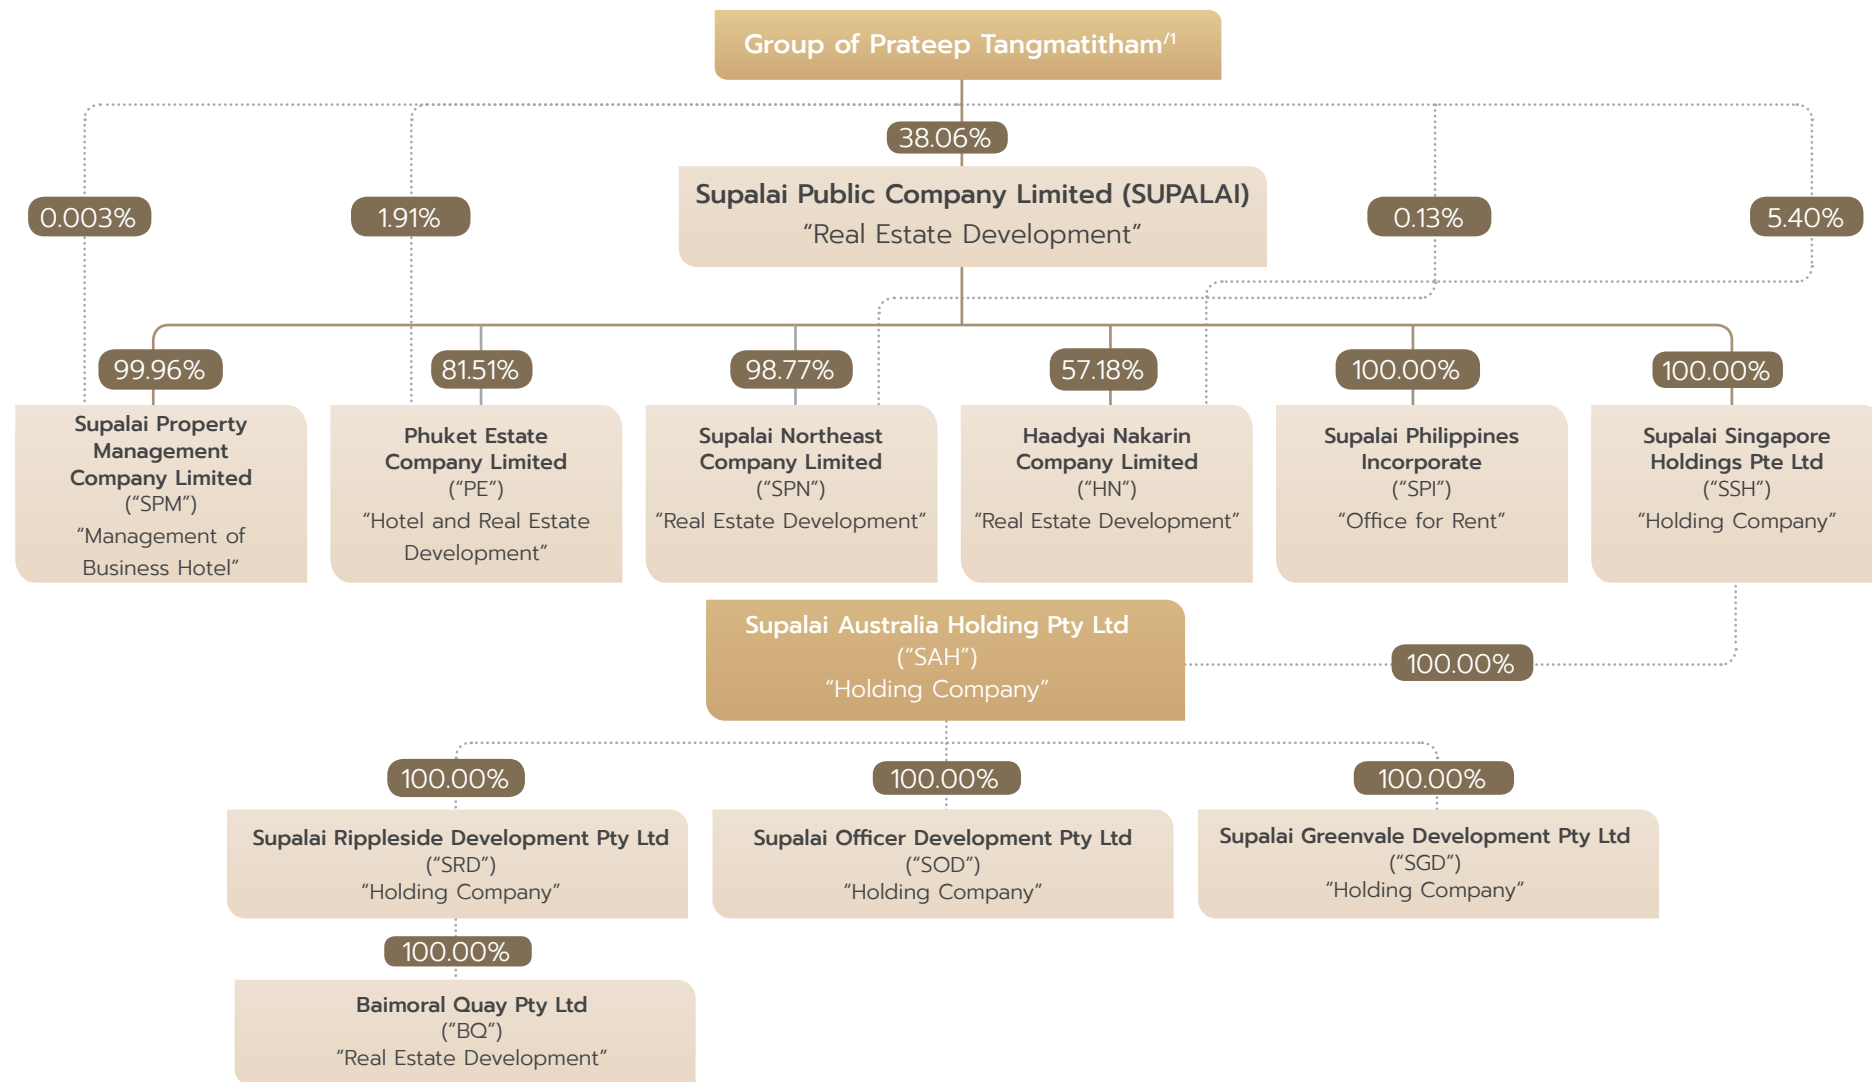 Group of Prateep Tangmatitham/1
38.06%
Supalai Public Company Limited (SUPALAI)
“Real Estate Development”
0.003%
1.91%
0.13%
5.40%
99.96%
81.51%
98.77%
57.18%
100.00%
100.00%
Supalai Property
Management
Company Limited
(“SPM”)
“Management of
Business Hotel”
Phuket Estate
Company Limited
(“PE”)
“Hotel and Real Estate
Development”
Supalai Northeast
Company Limited
(“SPN”)
“Real Estate Development”
Haadyai Nakarin
Company Limited
(“HN”)
“Real Estate Development”
Supalai Philippines
Incorporate
(“SPI”)
“Office for Rent”
Supalai Singapore
Holdings Pte Ltd
(“SSH”)
“Holding Company”
Supalai Australia Holding Pty Ltd
(“SAH”)
“Holding Company”
100.00%
100.00%
100.00%
100.00%
Supalai Rippleside Development Pty Ltd
(“SRD”)
“Holding Company”
Supalai Officer Development Pty Ltd
(“SOD”)
“Holding Company”
Supalai Greenvale Development Pty Ltd
(“SGD”)
“Holding Company”
100.00%
Baimoral Quay Pty Ltd
(“BQ”)
“Real Estate Development”